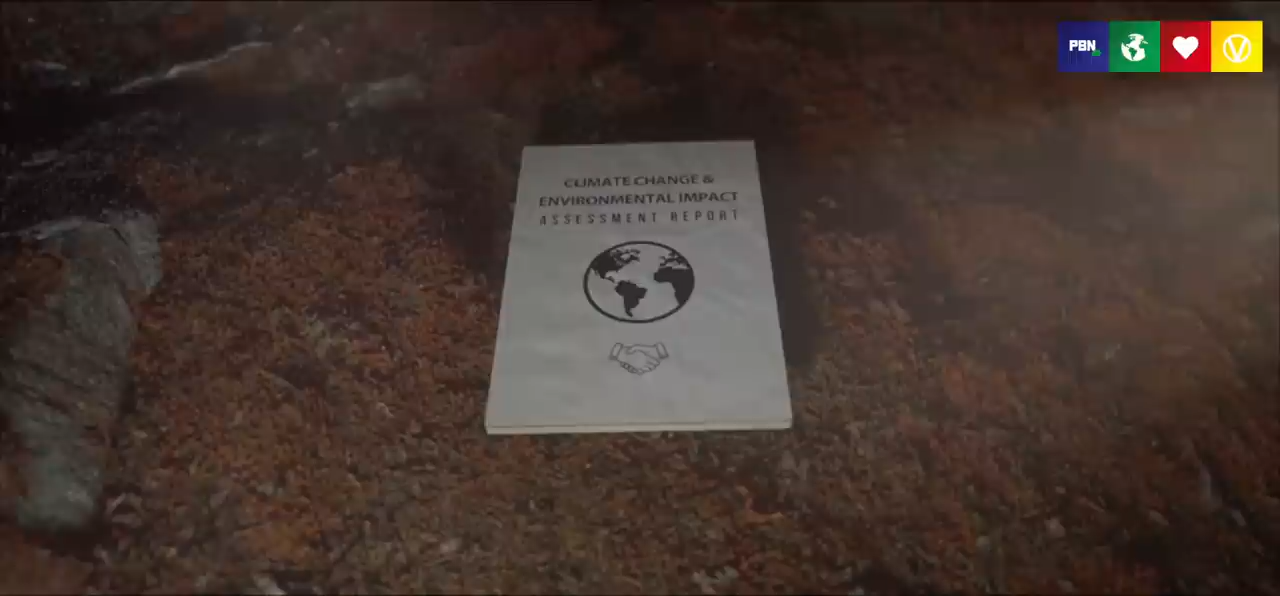 PBN
CLIMATE CHANGE &
ENVIRONMENTAL IMPACT
ASSESSMENT REPORT